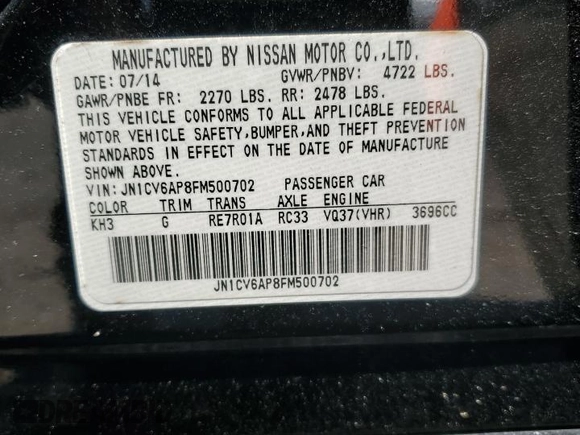 MANUFACTURED BY NISSAN MOTOR CO.,LTD.
DATE: 07/14 GVWR/PNBV: 4722 LBS.
GAWR/PNBE FR: 2270 LBS. RR: 2478 LBS.
THIS VEHICLE CONFORMS TO ALL APPLICABLE FEDERAL
MOTOR VEHICLE SAFETY,BUMPER,AND THEFT PREVENTION
STANDARDS IN EFFECT ON THE DATE OF MANUFACTURE
SHOWN ABOVE.
VIN: JN1CV6AP8FM500702 PASSENGER CAR
COLOR TRIM TRANS AXLE ENGINE
KH3 G RE7R01A RC33 VQ37(VHR) 3696CC
JN1CV6AP8FM500702